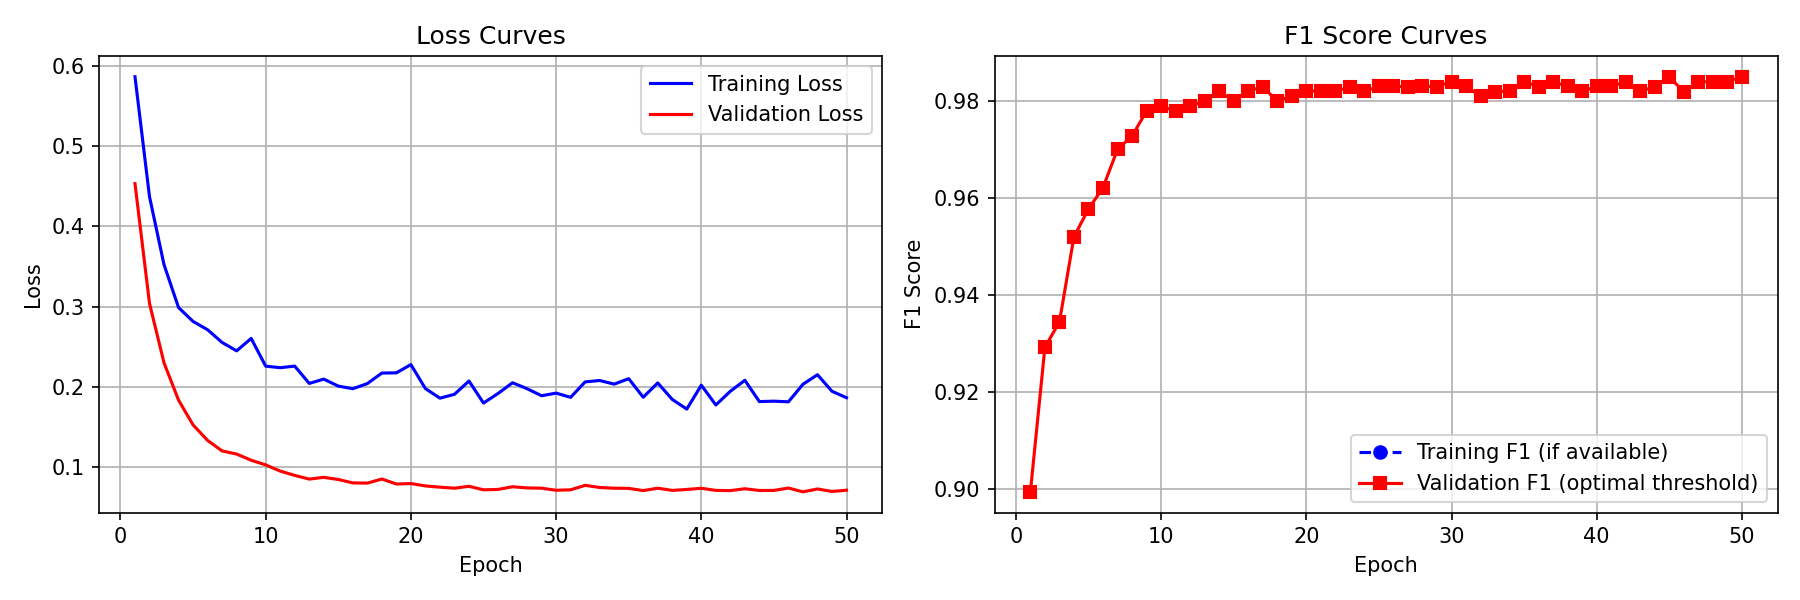 Loss Curves
0.6
0.5
0.4
0.3
0.2
0.1
Loss
Training Loss
Validation Loss
0 10 20 30 40 50
Epoch
F1 Score Curves
0.98
0.96
0.94
0.92
0.90
F1 Score
Training F1 (if available)
Validation F1 (optimal threshold)
0 10 20 30 40 50
Epoch